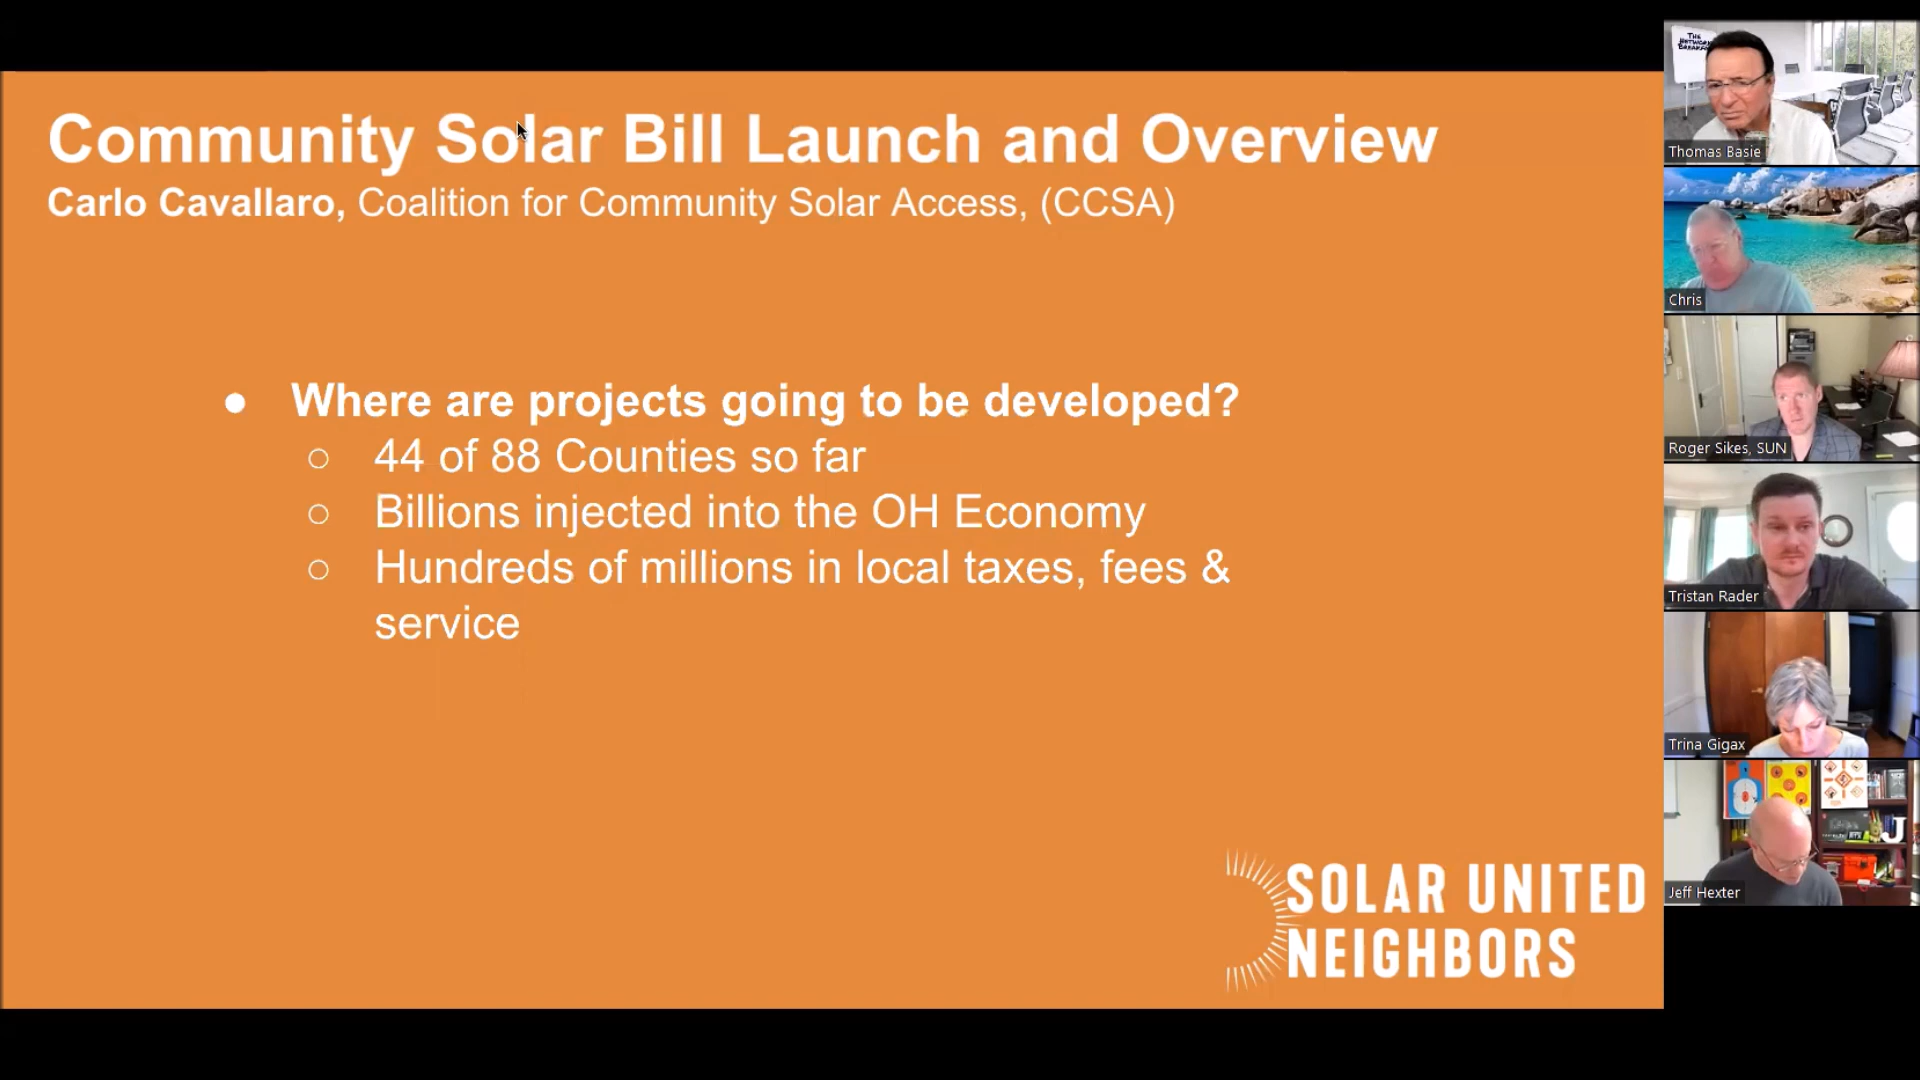 Community Solar Bill Launch and Overview
Carlo Cavallaro, Coalition for Community Solar Access, (CCSA)
● Where are projects going to be developed?
○ 44 of 88 Counties so far
○ Billions injected into the OH Economy
○ Hundreds of millions in local taxes, fees &
service
SOLAR UNITED
NEIGHBORS
THE
NETWORK
Thomas Basie
Chris
Roger Sikes, SUN
Tristan Rader
Trina Gigax
J
Jeff Hexter